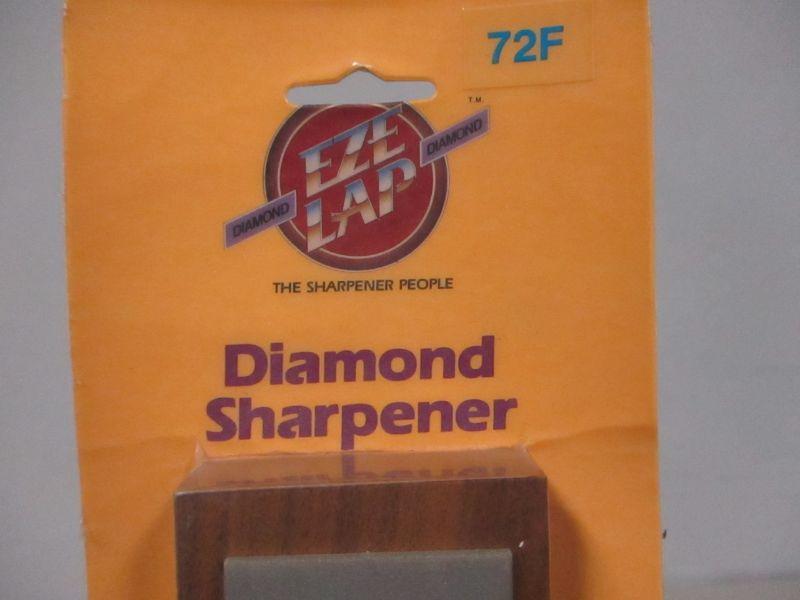 72F
T.M.
EZE
DIAMOND
LAP
DIAMOND
THE SHARPENER PEOPLE
Diamond
Sharpener